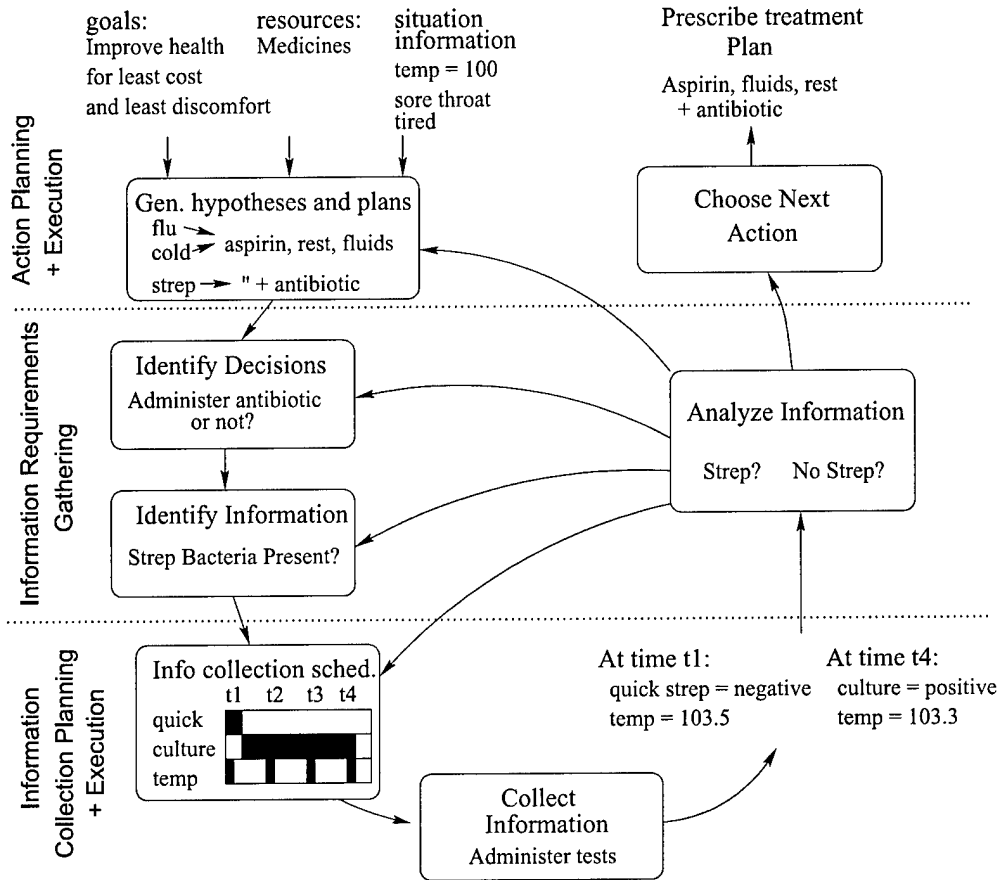 goals:
Improve health
for least cost
and least discomfort
resources:
Medicines
situation
information
temp = 100
sore throat
tired
Prescribe treatment
Plan
Aspirin, fluids, rest
+ antibiotic
Action Planning
+ Execution
Gen. hypotheses and plans
flu
cold
aspirin, rest, fluids
strep
" + antibiotic
Choose Next
Action
Information Requirements
Gathering
Identify Decisions
Administer antibiotic
or not?
Identify Information
Strep Bacteria Present?
Analyze Information
Strep? No Strep?
Information
Collection Planning
+ Execution
Info collection sched.
t1 t2 t3 t4
quick
culture
temp
Collect
Information
Administer tests
At time t1:
quick strep = negative
temp = 103.5
At time t4:
culture = positive
temp = 103.3